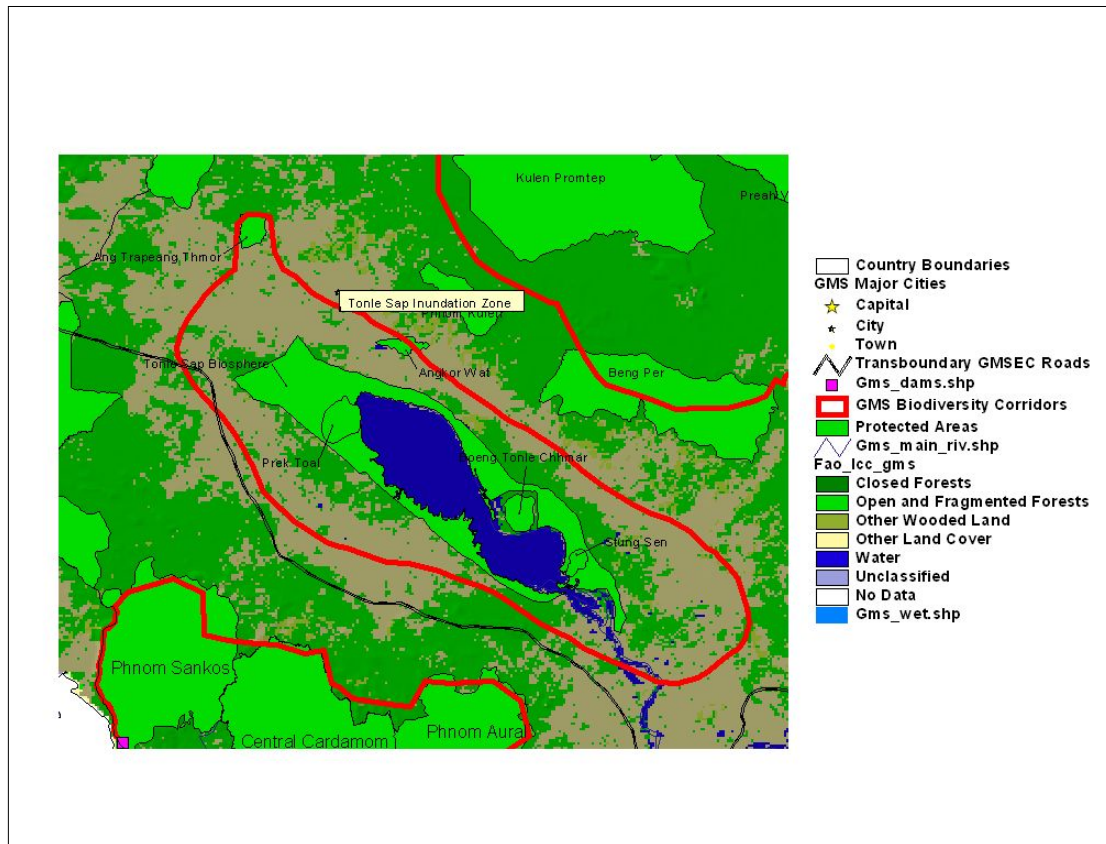 Kulen Promtep
Preah V
Ang Trapeang Thmor
Tonle Sap Inundation Zone
Phnom Kulen
Tonle Sap Biosphere
Angkor Wat
Beng Per
Prek Toal
Boeng Tonle Chhmar
Stung Sen
Phnom Sankos
Central Cardamom
Phnom Aural
Country Boundaries
GMS Major Cities
Capital
City
Town
Transboundary GMSEC Roads
Gms_dams.shp
GMS Biodiversity Corridors
Protected Areas
Gms_main_riv.shp
Fao_lcc_gms
Closed Forests
Open and Fragmented Forests
Other Wooded Land
Other Land Cover
Water
Unclassified
No Data
Gms_wet.shp